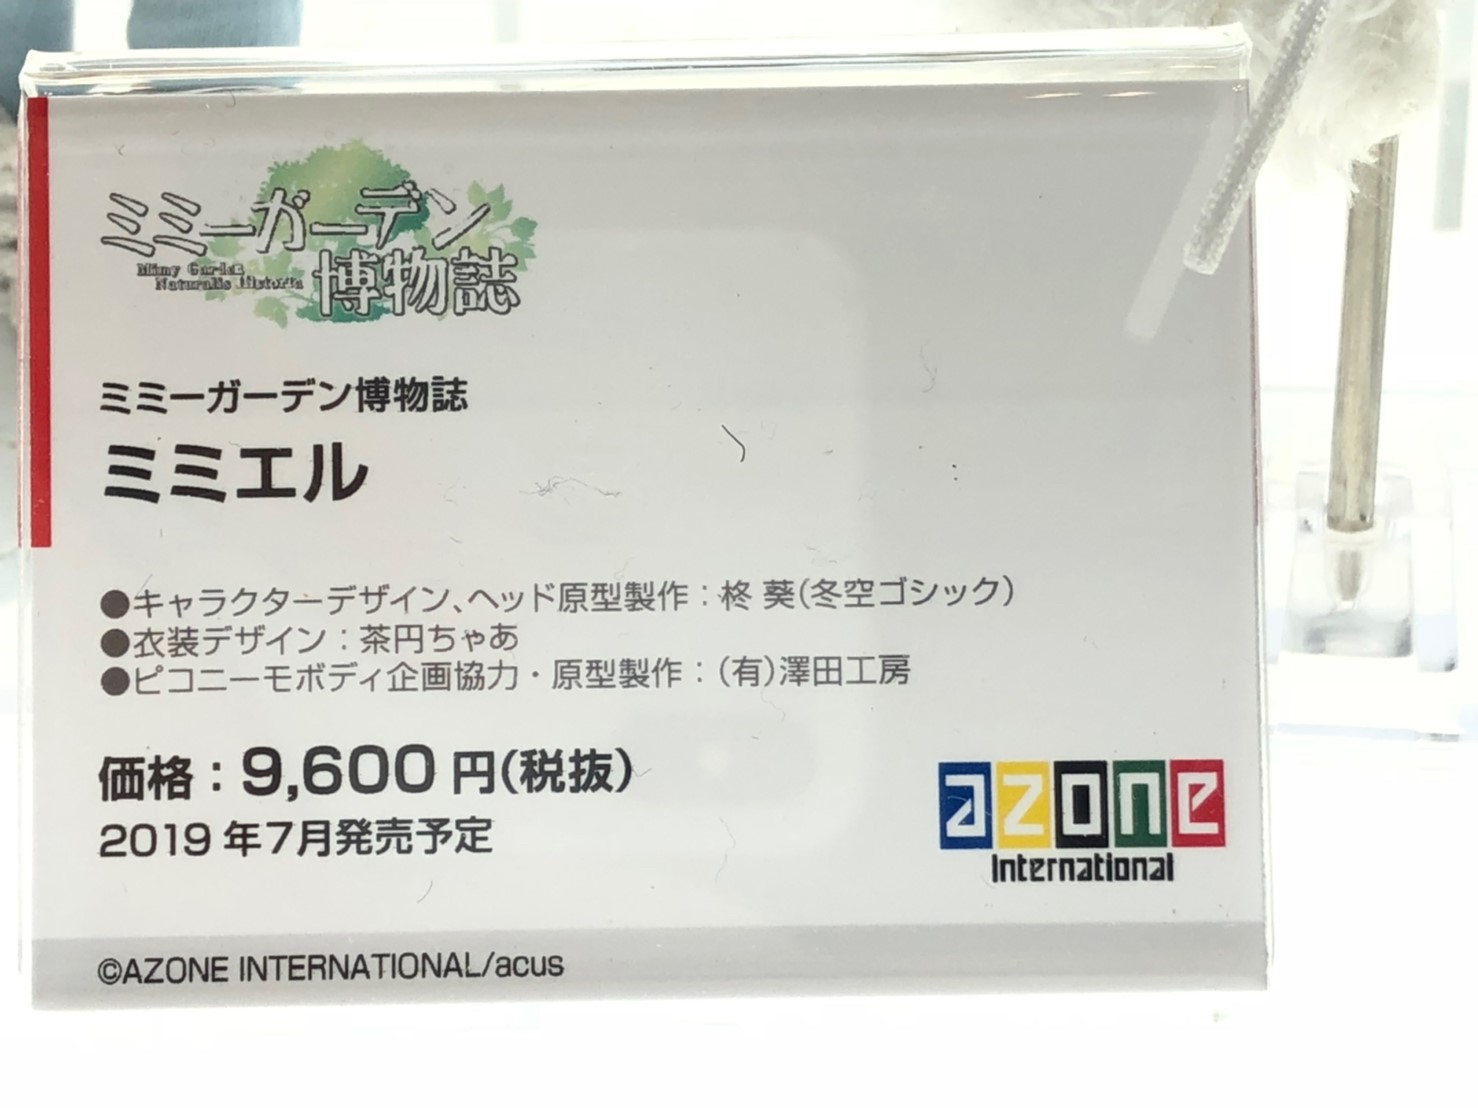 ミミーガーデン
博物誌
Mimy Garden
Naturalis Historia
ミミーガーデン博物誌
ミミエル
●キャラクターデザイン、ヘッド原型製作：柊 葵(冬空ゴシック)
●衣装デザイン：茶円ちゃあ
●ピコニーモボディ企画協力・原型製作：(有)澤田工房
価格：9,600円(税抜)
2019年7月発売予定
azone
International
©AZONE INTERNATIONAL/acus